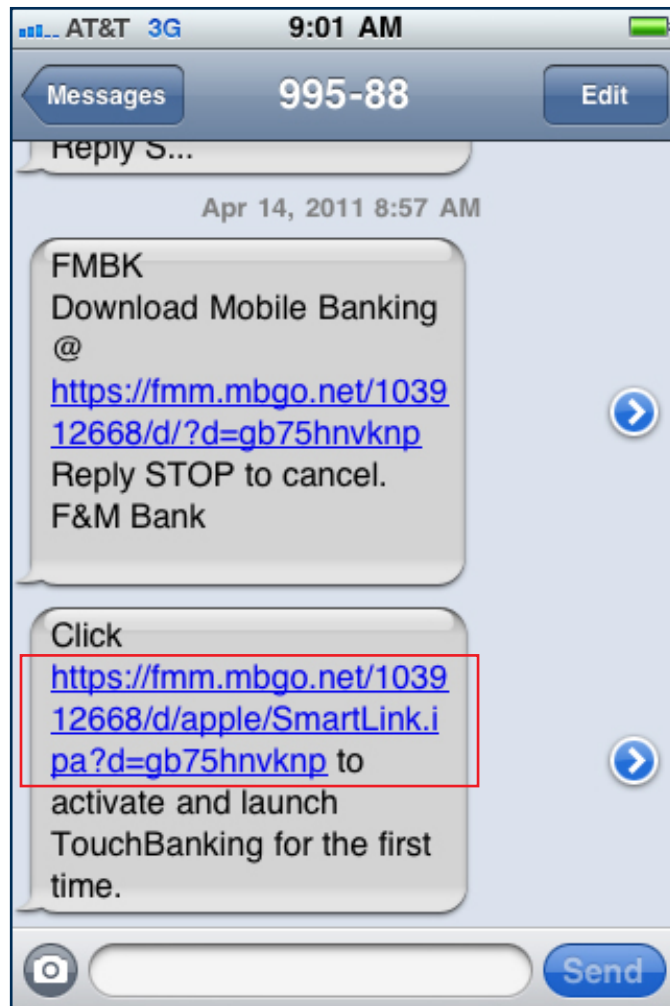 AT&T 3G 9:01 AM
Messages 995-88 Edit
Reply S...
Apr 14, 2011 8:57 AM
FMBK
Download Mobile Banking
@
https://fmm.mbgo.net/1039
12668/d/?d=gb75hnvknp
Reply STOP to cancel.
F&M Bank
Click
https://fmm.mbgo.net/1039
12668/d/apple/SmartLink.i
pa?d=gb75hnvknp to
activate and launch
TouchBanking for the first
time.
Send